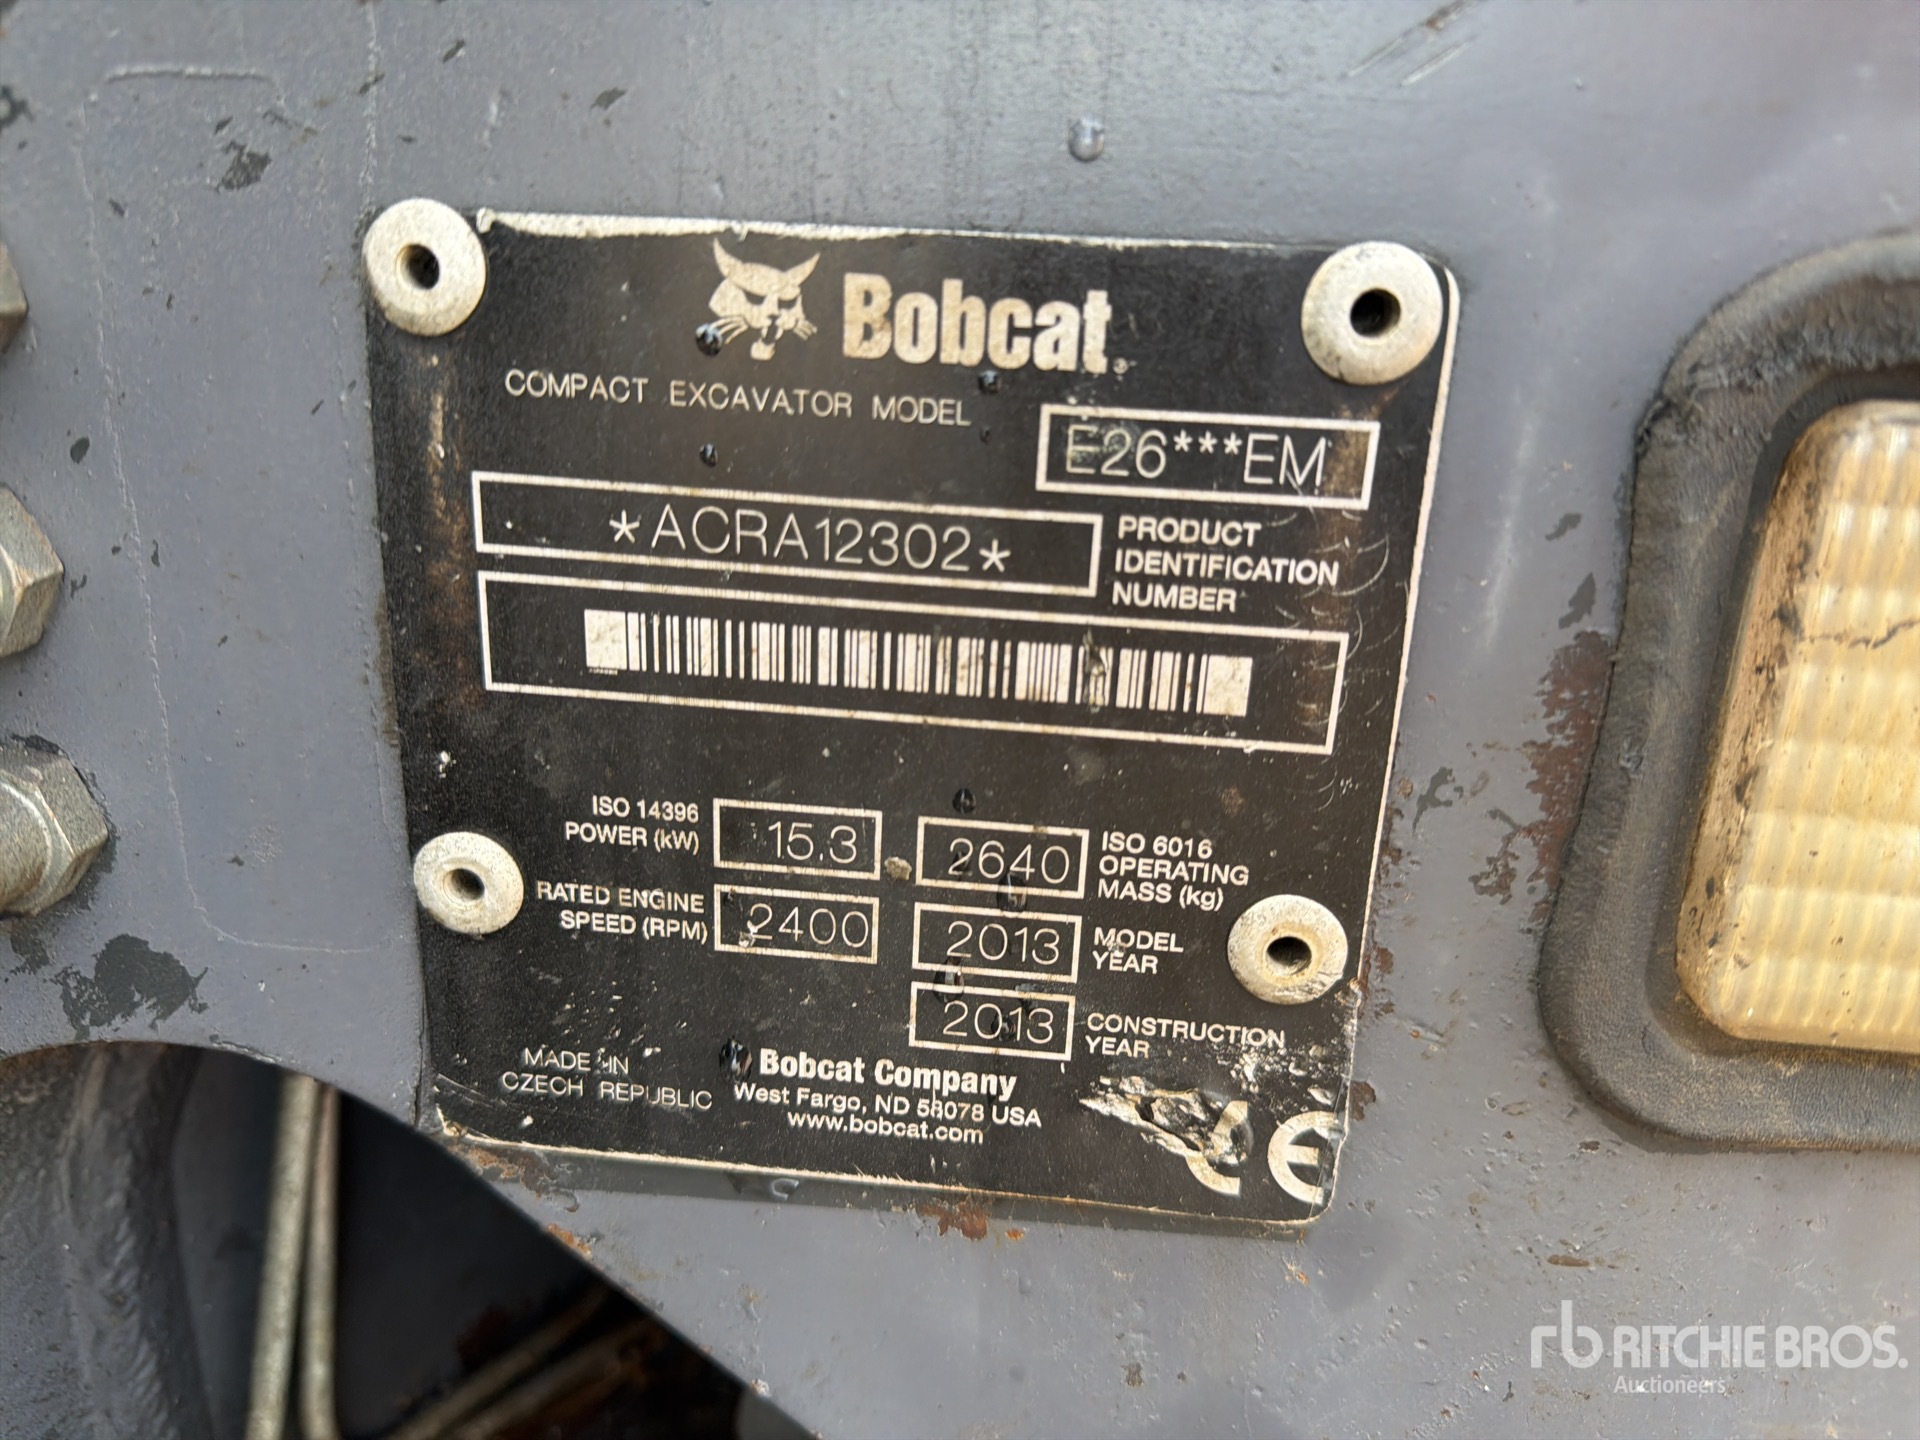 Bobcat
COMPACT EXCAVATOR MODEL
E26***EM
*ACRA12302*
PRODUCT
IDENTIFICATION
NUMBER
ISO 14396
POWER (kW)
15.3
2640
ISO 6016
OPERATING
MASS (kg)
RATED ENGINE
SPEED (RPM)
2400
2013
MODEL
YEAR
2013
CONSTRUCTION
YEAR
MADE IN
CZECH REPUBLIC
Bobcat Company
West Fargo, ND 58078 USA
www.bobcat.com
CE
rb RITCHIE BROS.
Auctioneers